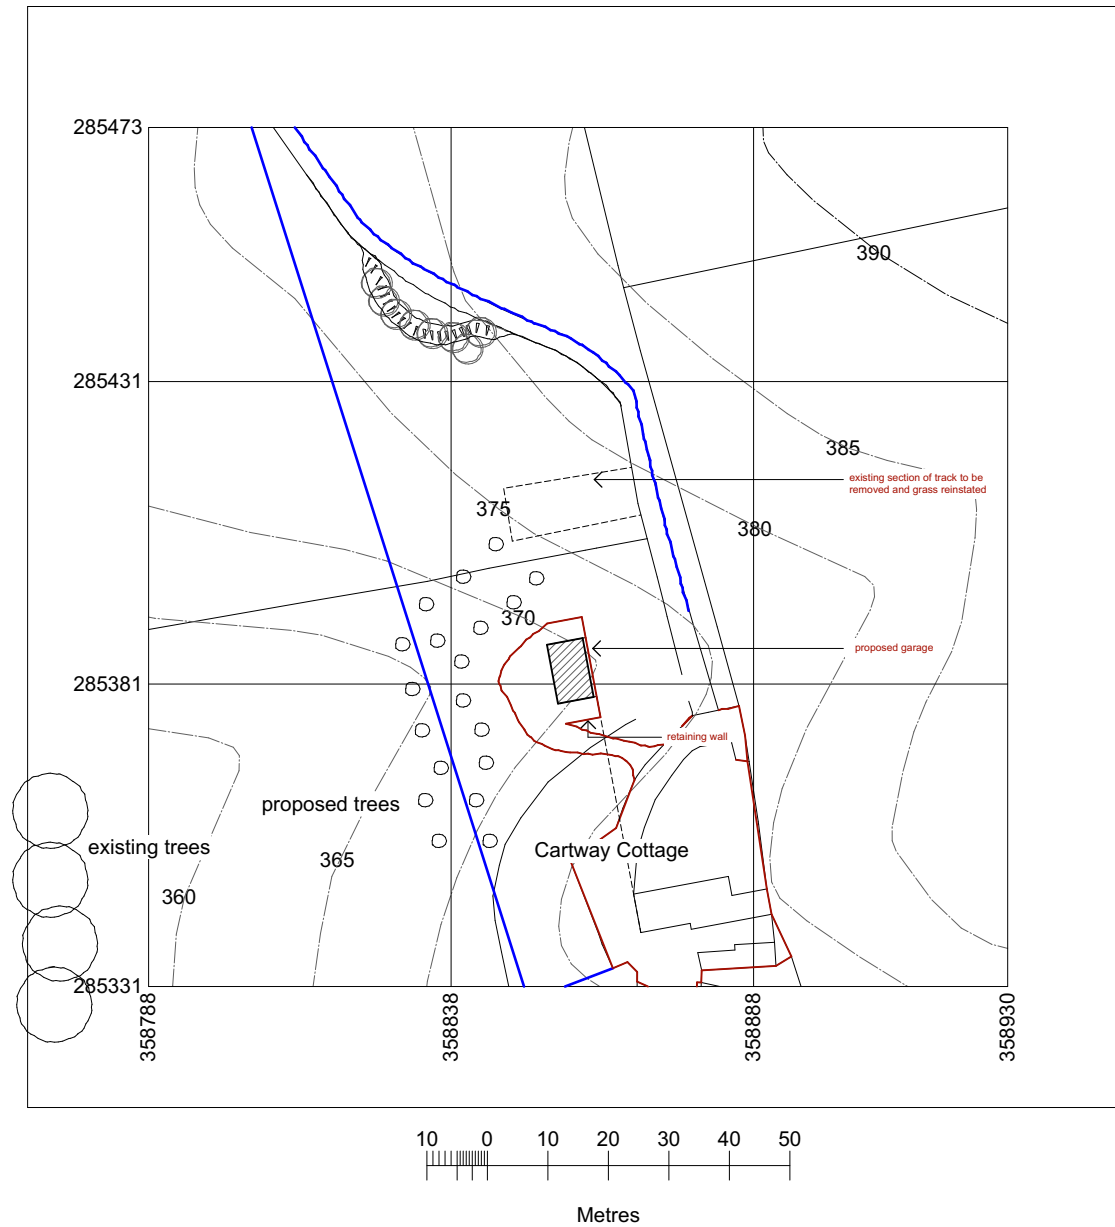 285473
390
285431
385
existing section of track to be
removed and grass reinstated
375
380
370
proposed garage
285381
retaining wall
proposed trees
existing trees
Cartway Cottage
365
360
285331
358788
358838
358888
358930
10 0 10 20 30 40 50
Metres